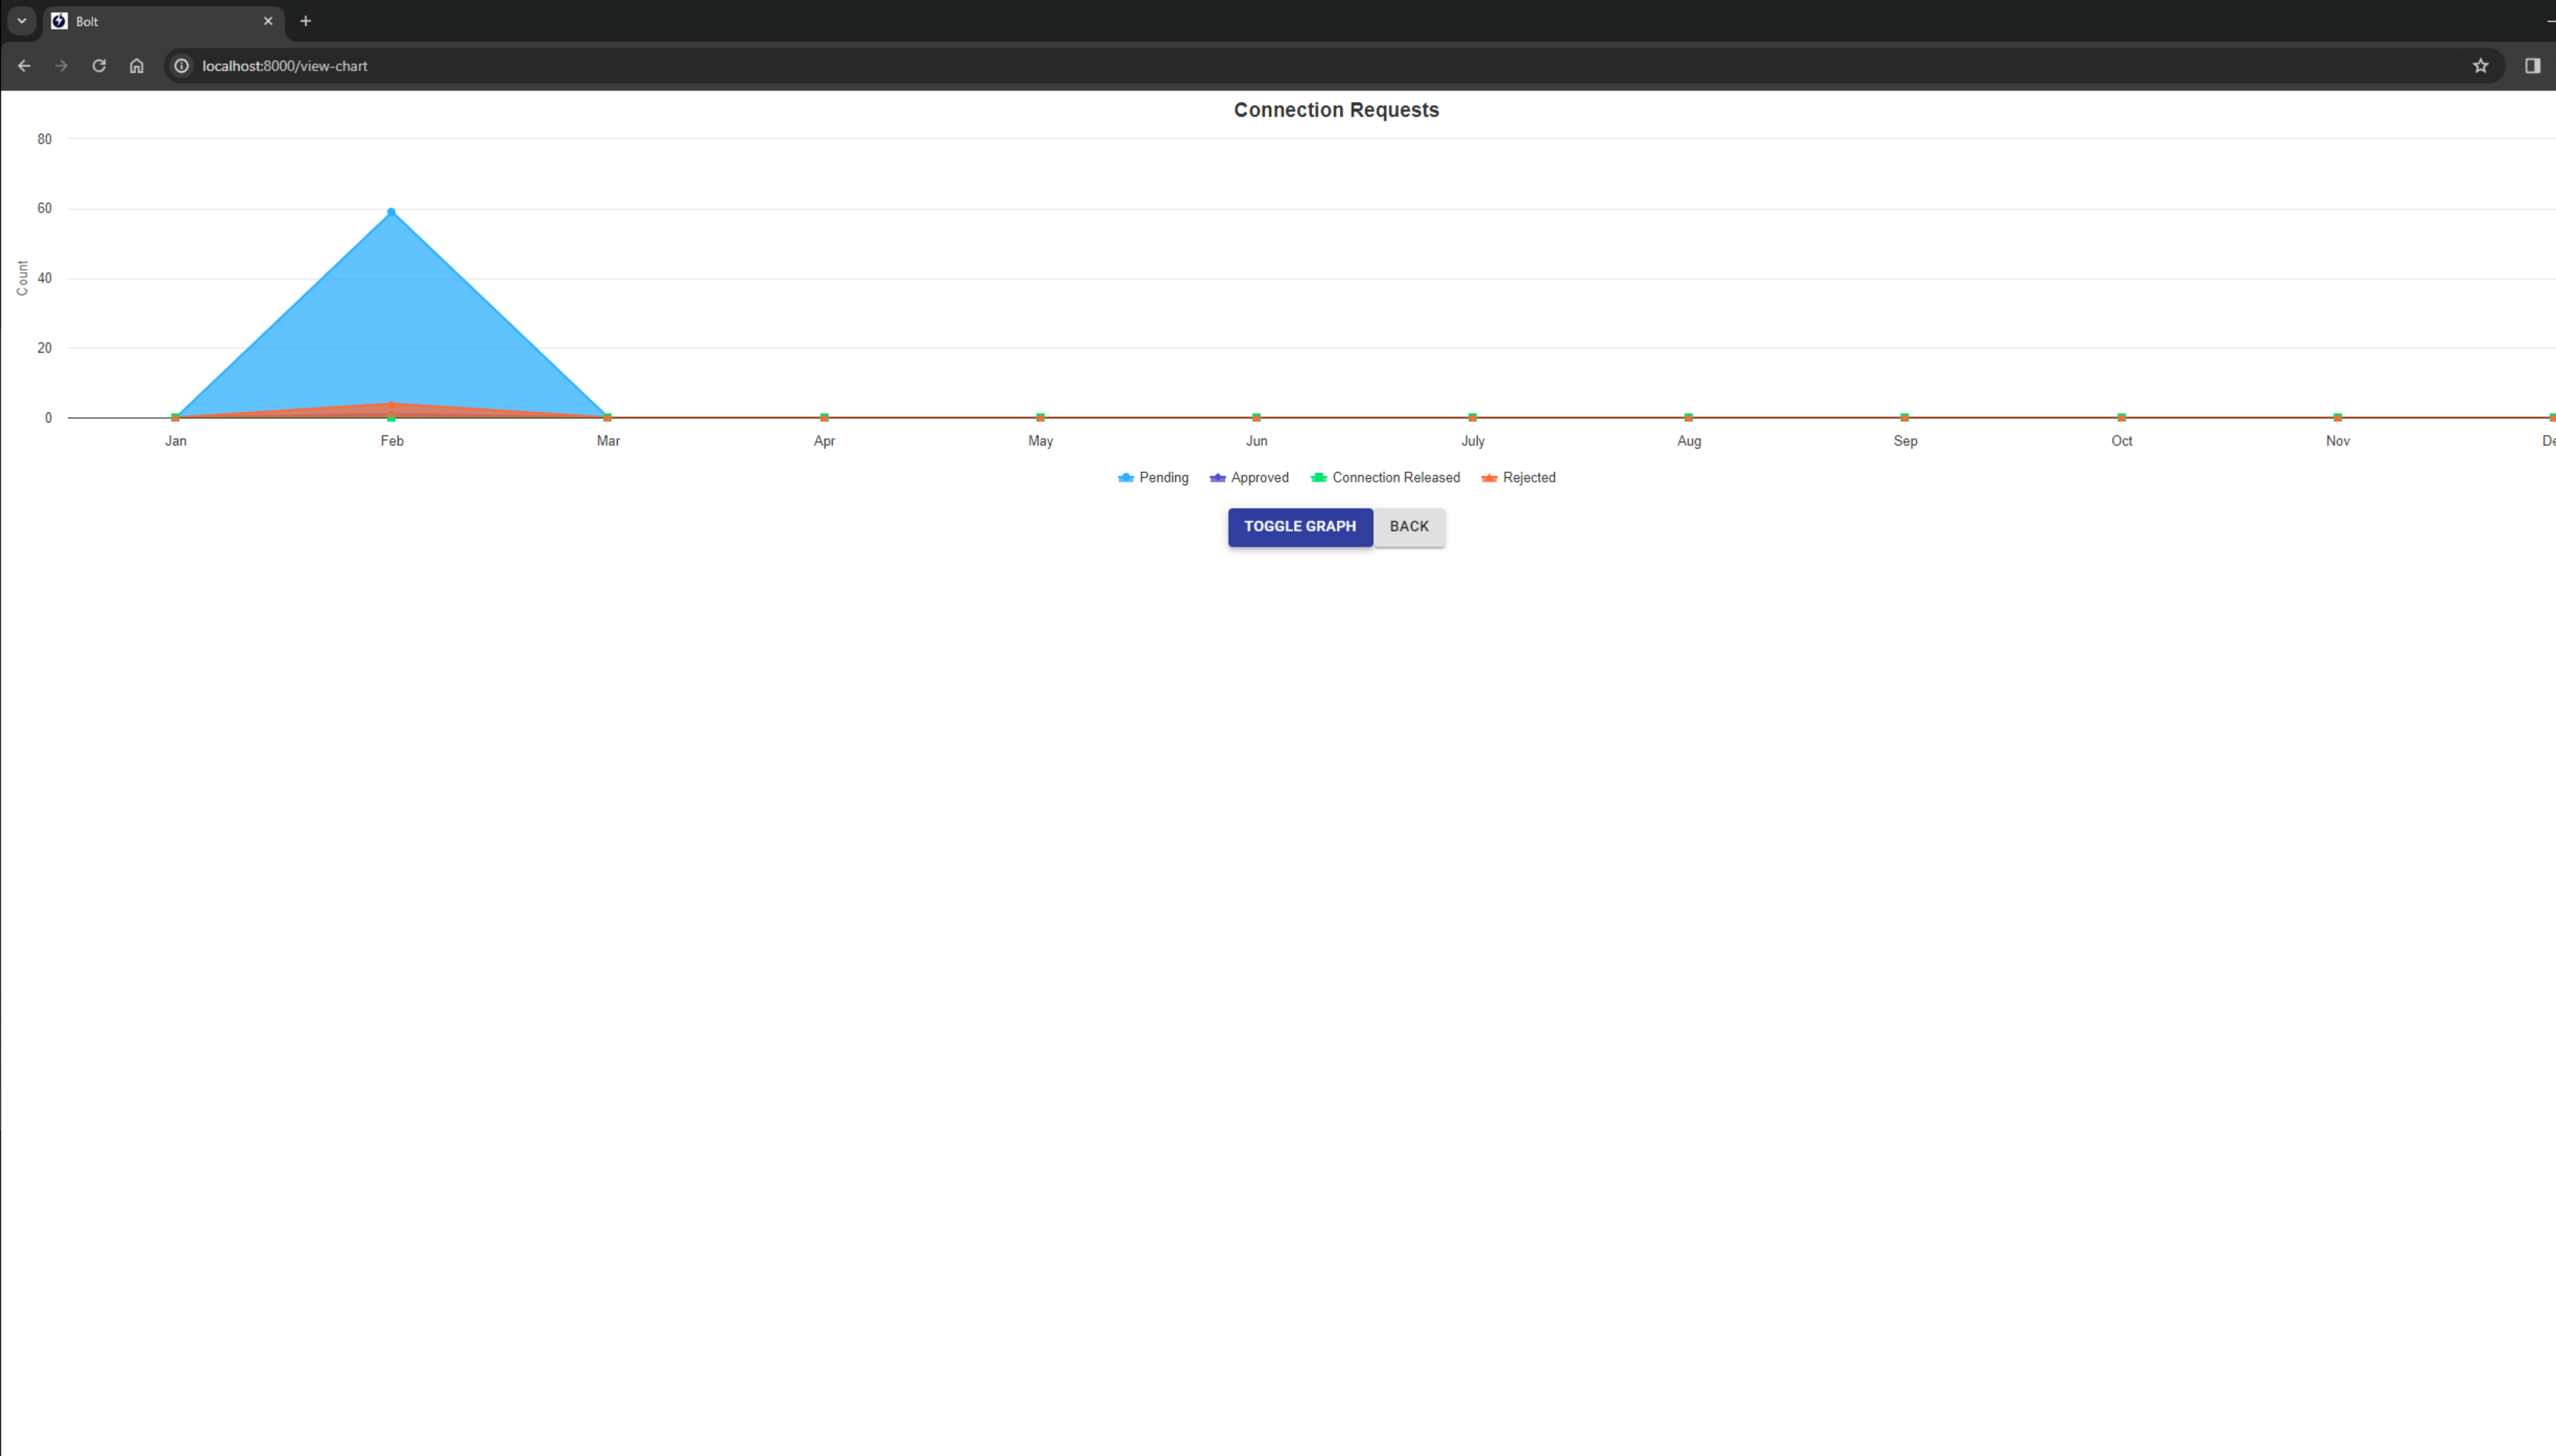 Bolt
localhost:8000/view-chart
Connection Requests
80
60
40
20
0
Count
Jan Feb Mar Apr May Jun July Aug Sep Oct Nov De
Pending Approved Connection Released Rejected
TOGGLE GRAPH BACK